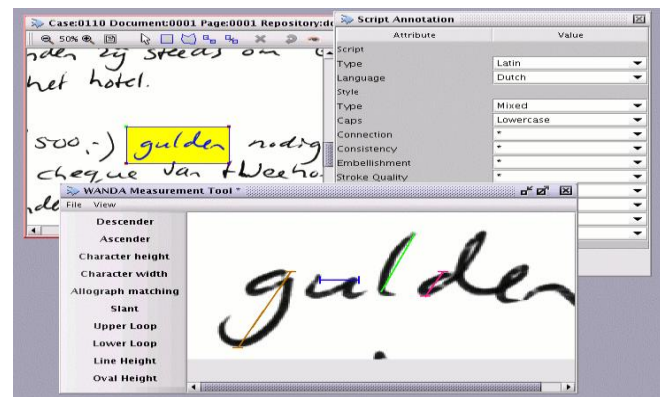 Case:0110 Document:0001 Page:0001 Repository:de
50%
nden zij steeds om
het hotel.
500,-) gulden nodig
cheque van tweeho
Script Annotation
Attribute Value
Script
Type Latin
Language Dutch
Style
Type Mixed
Caps Lowercase
Connection *
Consistency *
Embellishment *
Stroke Quality *
WANDA Measurement Tool *
File View
Descender
Ascender
Character height
Character width
Allograph matching
Slant
Upper Loop
Lower Loop
Line Height
Oval Height
gulden